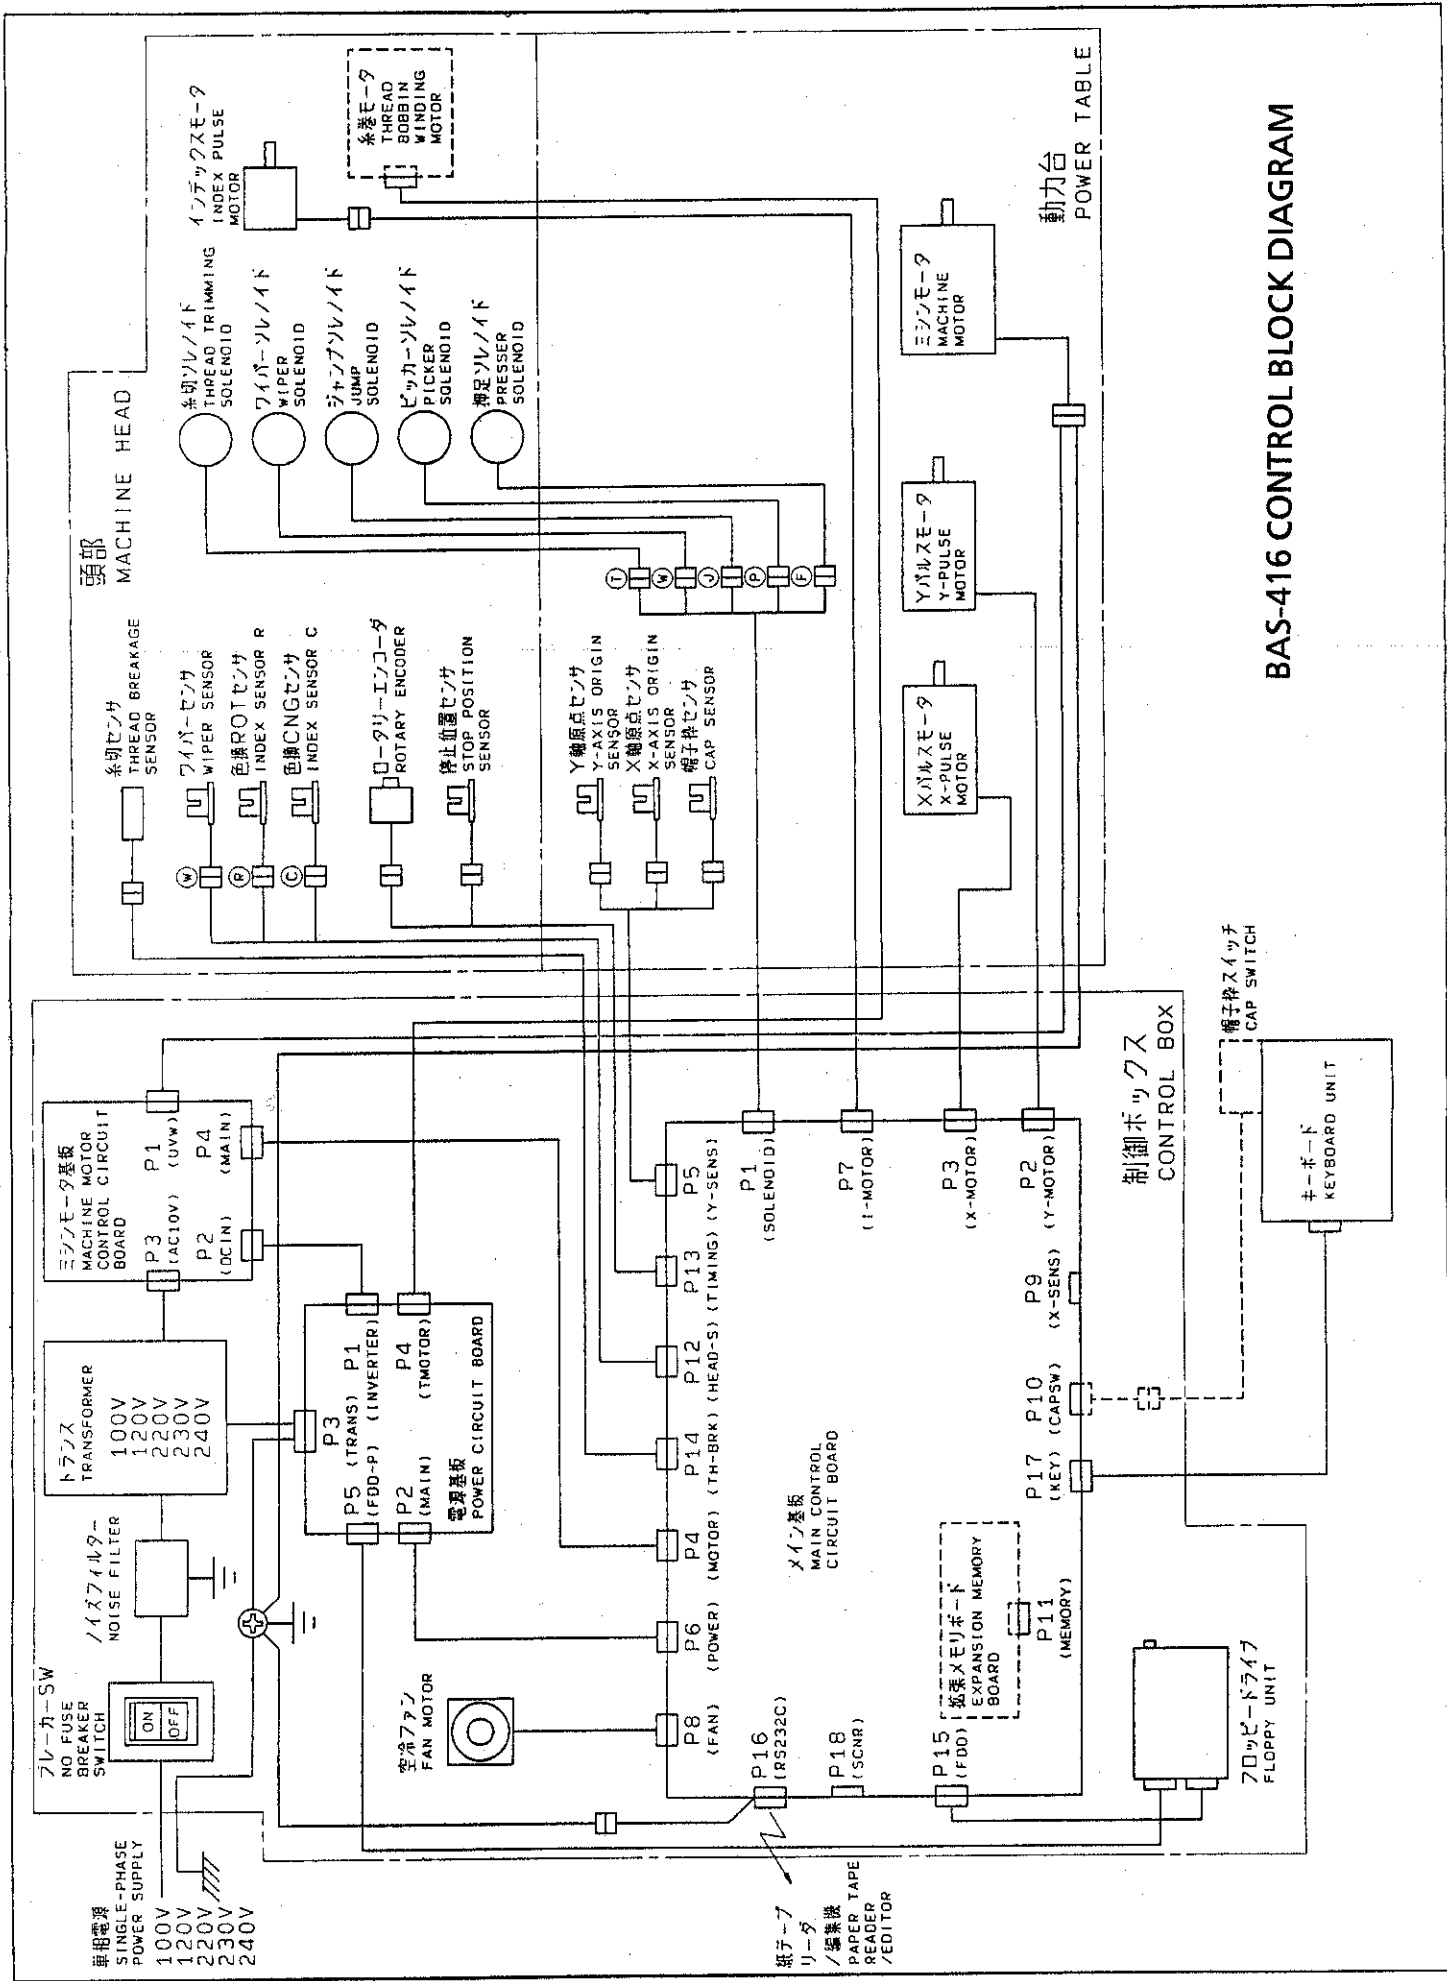 単相電源
SINGLE-PHASE
POWER SUPPLY
100V
120V
220V
230V
240V
ブレーカーSW
NO FUSE
BREAKER
SWITCH
ON
OFF
ノイズフィルター
NOISE FILTER
トランス
TRANSFORMER
100V
120V
220V
230V
240V
ミシンモータ基板
MACHINE MOTOR
CONTROL CIRCUIT
BOARD
P3
(AC10V)
P1
(UVW)
P2
(DCIN)
P4
(MAIN)
P3
(TRANS)
P5
(FDD-P)
P1
(INVERTER)
P2
(MAIN)
P4
(TMOTOR)
電源基板
POWER CIRCUIT BOARD
空冷ファン
FAN MOTOR
P8
(FAN)
P6
(POWER)
P4
(MOTOR)
P14
(TH-BRK)
P12
(HEAD-S)
P13
(TIMING)
P5
(Y-SENS)
P16
(RS232C)
P18
(SCNR)
P15
(FDD)
メイン基板
MAIN CONTROL
CIRCUIT BOARD
拡張メモリボード
EXPANSION MEMORY
BOARD
P11
(MEMORY)
P1
(SOLENOID)
P7
(I-MOTOR)
P3
(X-MOTOR)
P2
(Y-MOTOR)
P17
(KEY)
P10
(CAPSW)
P9
(X-SENS)
紙テープ
リーダ
/編集機
PAPER TAPE
READER
/EDITOR
フロッピードライブ
FLOPPY UNIT
制御ボックス
CONTROL BOX
帽子枠スイッチ
CAP SWITCH
キーボード
KEYBOARD UNIT
頭部
MACHINE HEAD
糸切センサ
THREAD BREAKAGE
SENSOR
W
ワイパーセンサ
WIPER SENSOR
R
色換ROTセンサ
INDEX SENSOR R
C
色換CNGセンサ
INDEX SENSOR C
ロータリーエンコーダ
ROTARY ENCODER
停止位置センサ
STOP POSITION
SENSOR
Y軸原点センサ
Y-AXIS ORIGIN
SENSOR
X軸原点センサ
X-AXIS ORIGIN
SENSOR
帽子枠センサ
CAP SENSOR
糸切ソレノイド
THREAD TRIMMING
SOLENOID
ワイパーソレノイド
WIPER
SOLENOID
ジャンプソレノイド
JUMP
SOLENOID
ピッカーソレノイド
PICKER
SOLENOID
押足ソレノイド
PRESSER
SOLENOID
T
W
J
P
F
インデックスモータ
INDEX PULSE
MOTOR
糸巻モータ
THREAD
BOBBIN
WINDING
MOTOR
Xパルスモータ
X-PULSE
MOTOR
Yパルスモータ
Y-PULSE
MOTOR
ミシンモータ
MACHINE
MOTOR
動力台
POWER TABLE
BAS-416 CONTROL BLOCK DIAGRAM